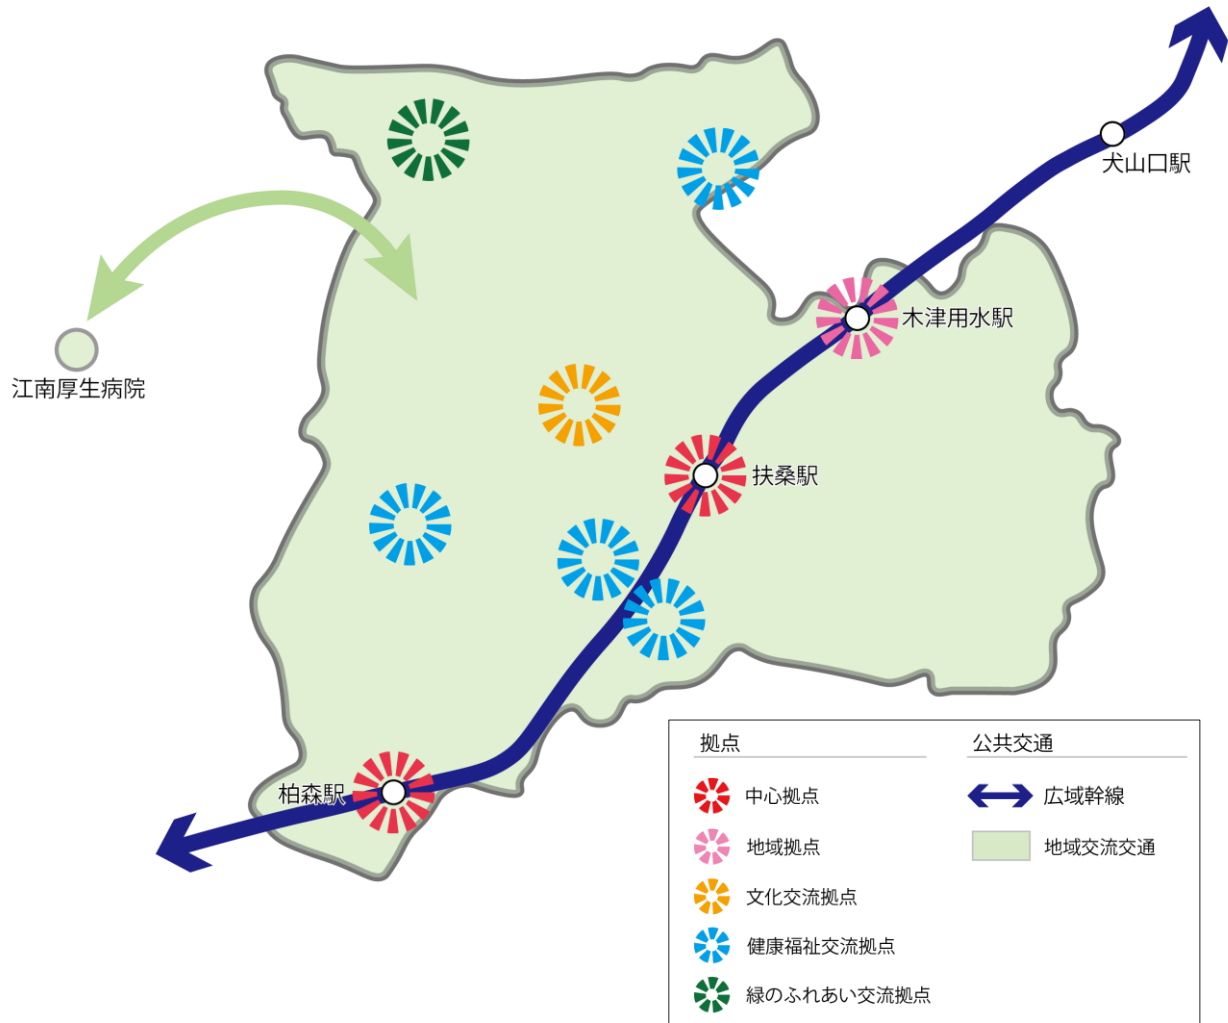 犬山口駅
木津用水駅
江南厚生病院
扶桑駅
柏森駅
拠点
中心拠点
地域拠点
文化交流拠点
健康福祉交流拠点
緑のふれあい交流拠点
公共交通
広域幹線
地域交流交通